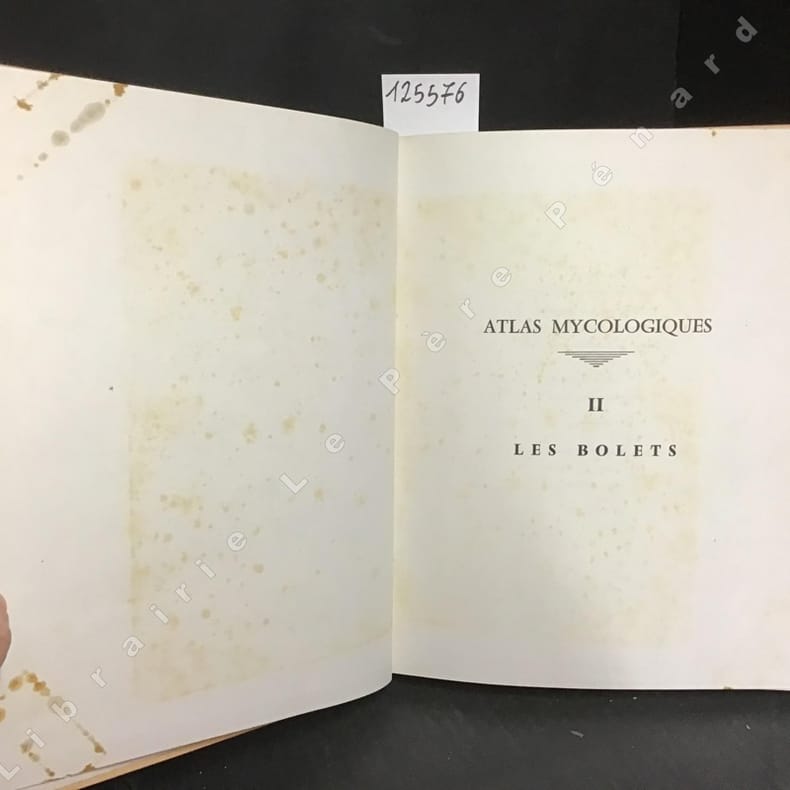 125576
ATLAS MYCOLOGIQUES
II
LES BOLETS
Librairie Le Père Pénard